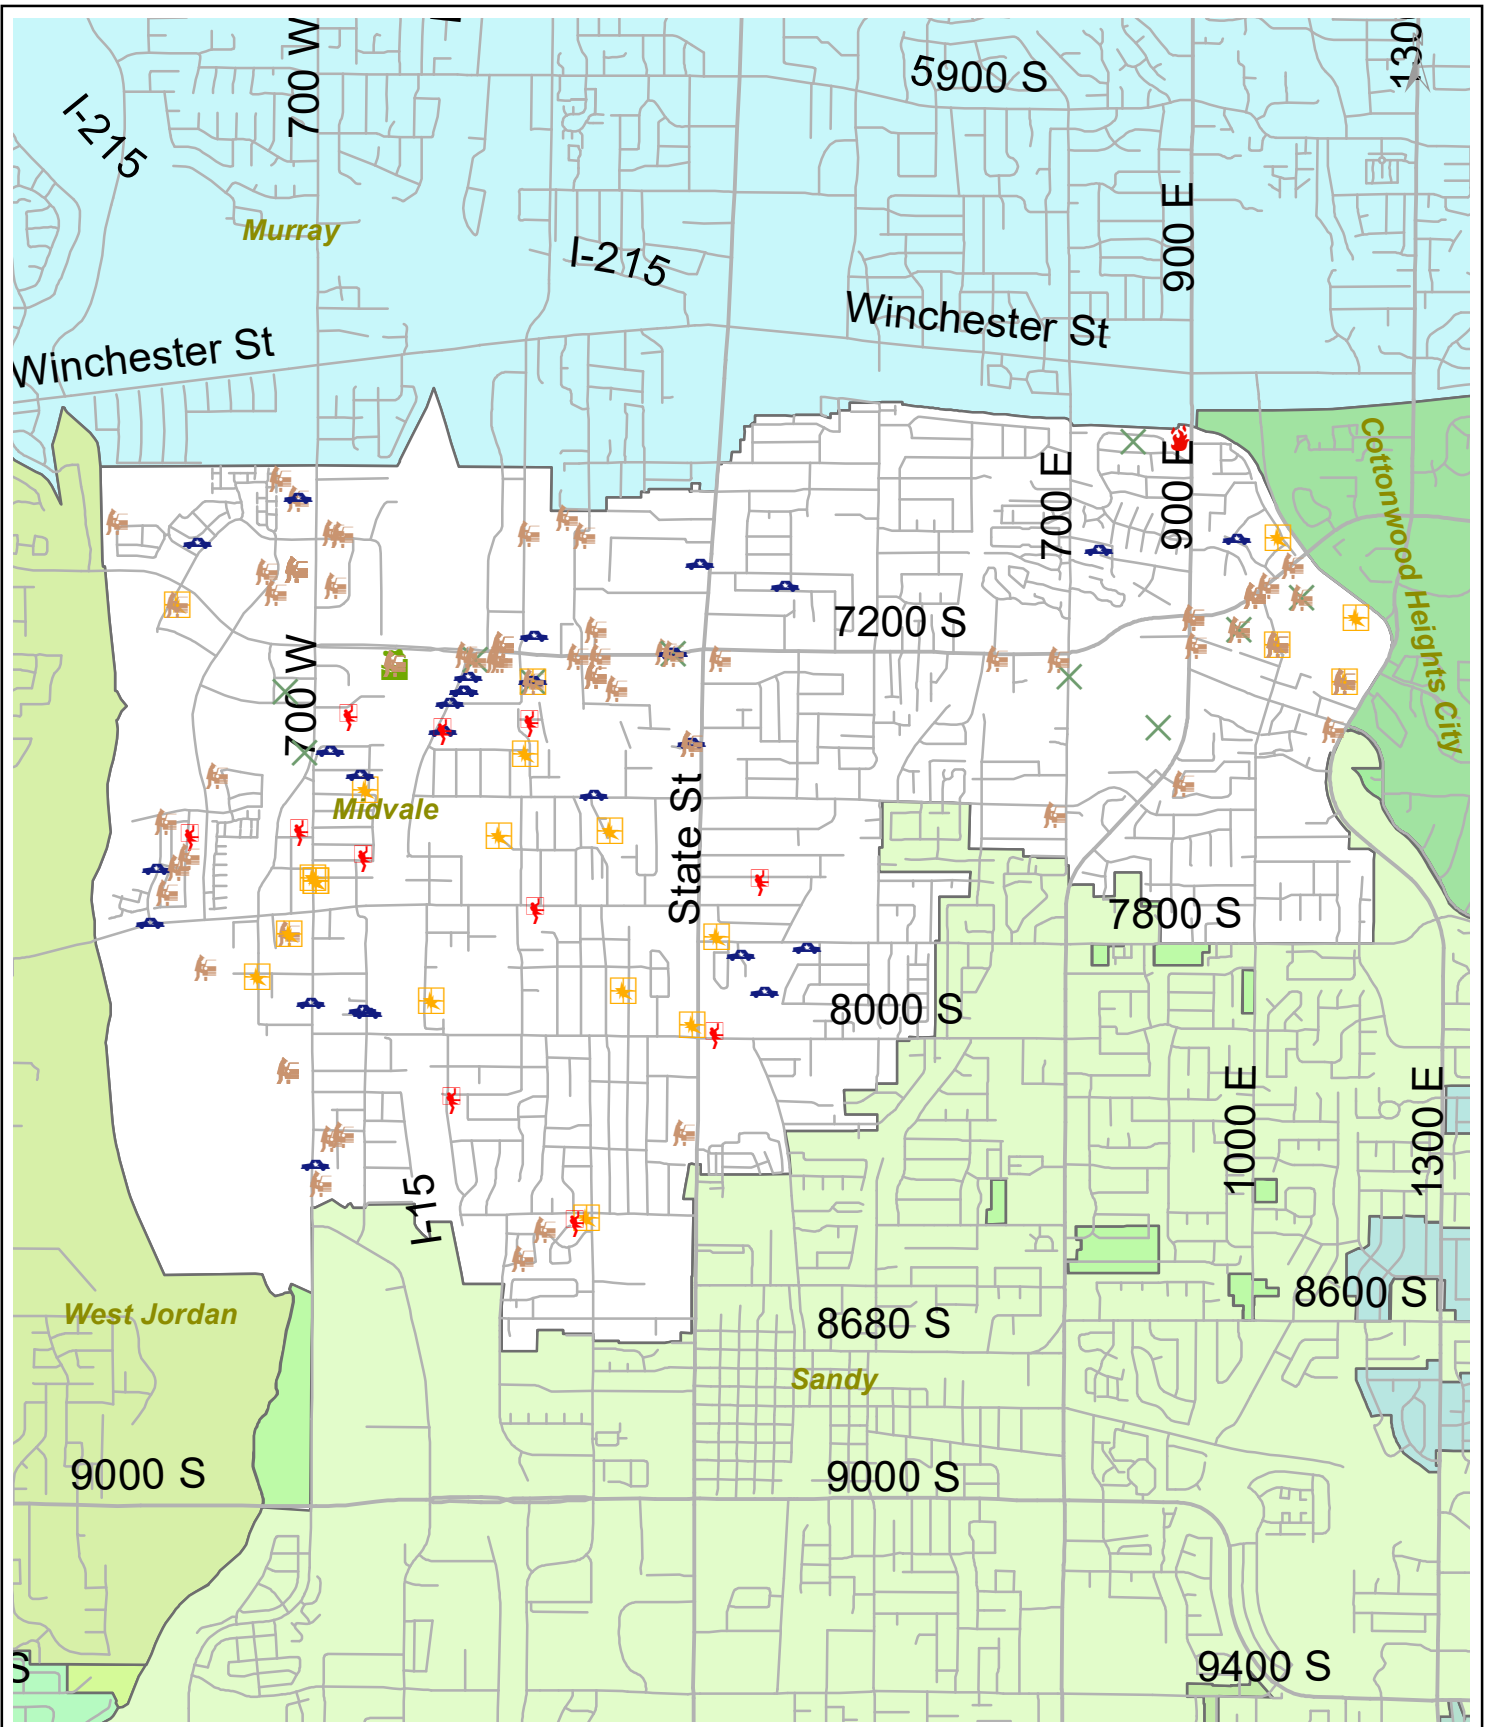 700 W
130
5900 S
I-215
900 E
Murray
I-215
Winchester St
Winchester St
Cottonwood Heights City
700 E
900 E
7200 S
700 W
Midvale
State St
7800 S
8000 S
1000 E
1300 E
I-15
8600 S
West Jordan
8680 S
Sandy
9000 S
9000 S
S
9400 S